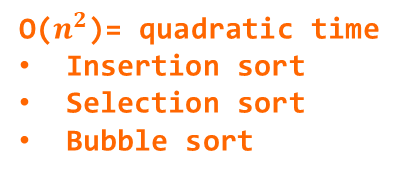 O(n²)= quadratic time
• Insertion sort
• Selection sort
• Bubble sort